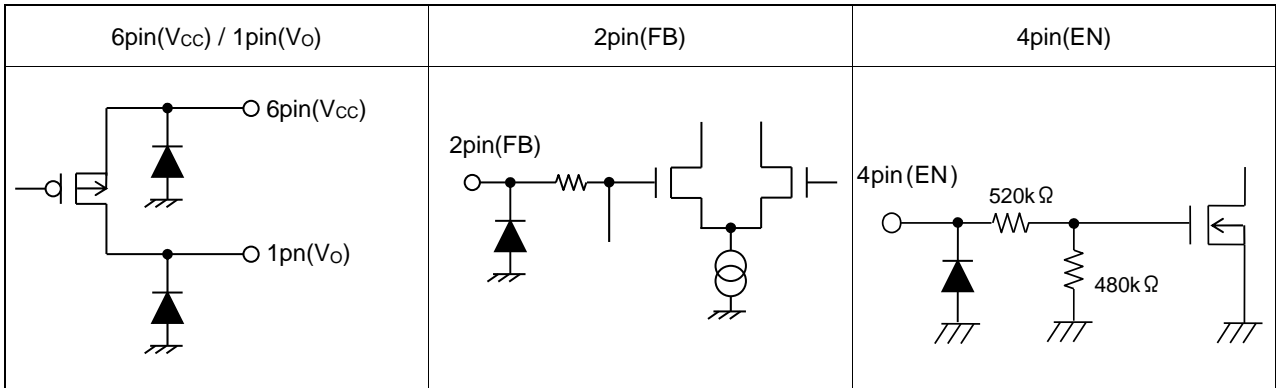 6pin(VCC) / 1pin(VO)
2pin(FB)
4pin(EN)
6pin(VCC)
1pn(VO)
2pin(FB)
4pin(EN)
520kΩ
480kΩ